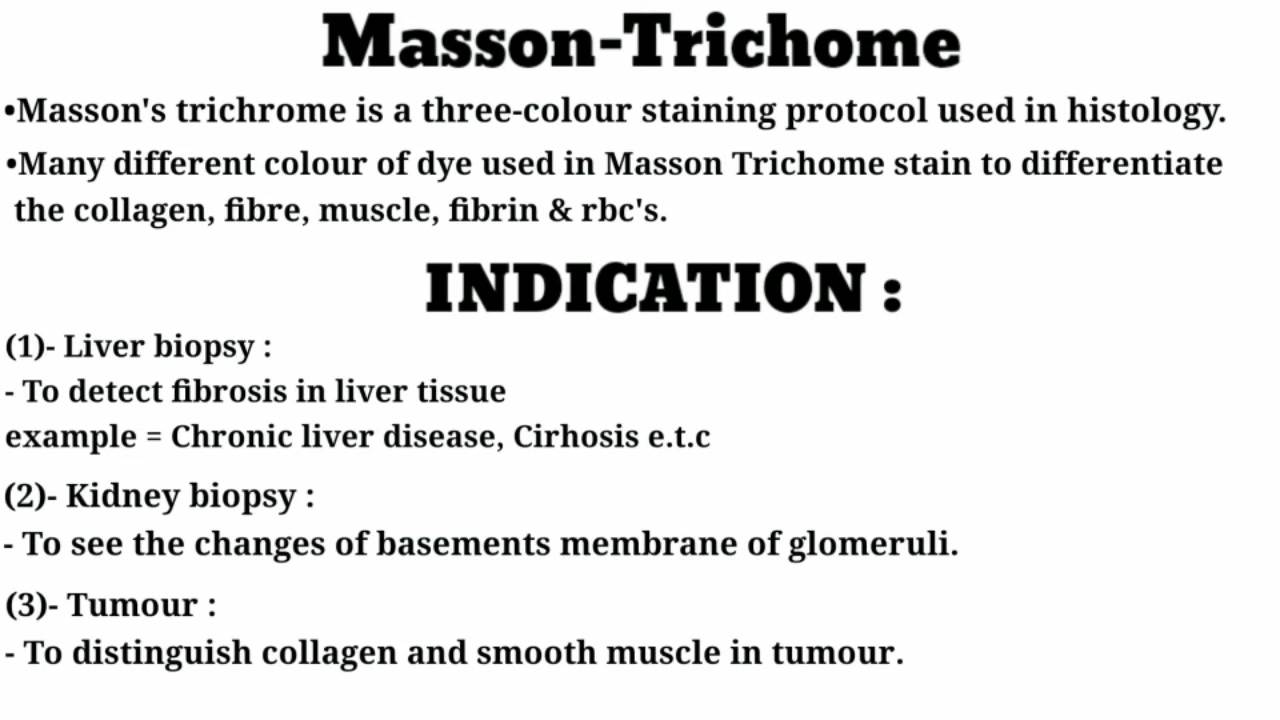 Masson-Trichome
•Masson's trichrome is a three-colour staining protocol used in histology.
•Many different colour of dye used in Masson Trichome stain to differentiate
the collagen, fibre, muscle, fibrin & rbc's.
INDICATION :
(1)- Liver biopsy :
- To detect fibrosis in liver tissue
example = Chronic liver disease, Cirhosis e.t.c
(2)- Kidney biopsy :
- To see the changes of basements membrane of glomeruli.
(3)- Tumour :
- To distinguish collagen and smooth muscle in tumour.